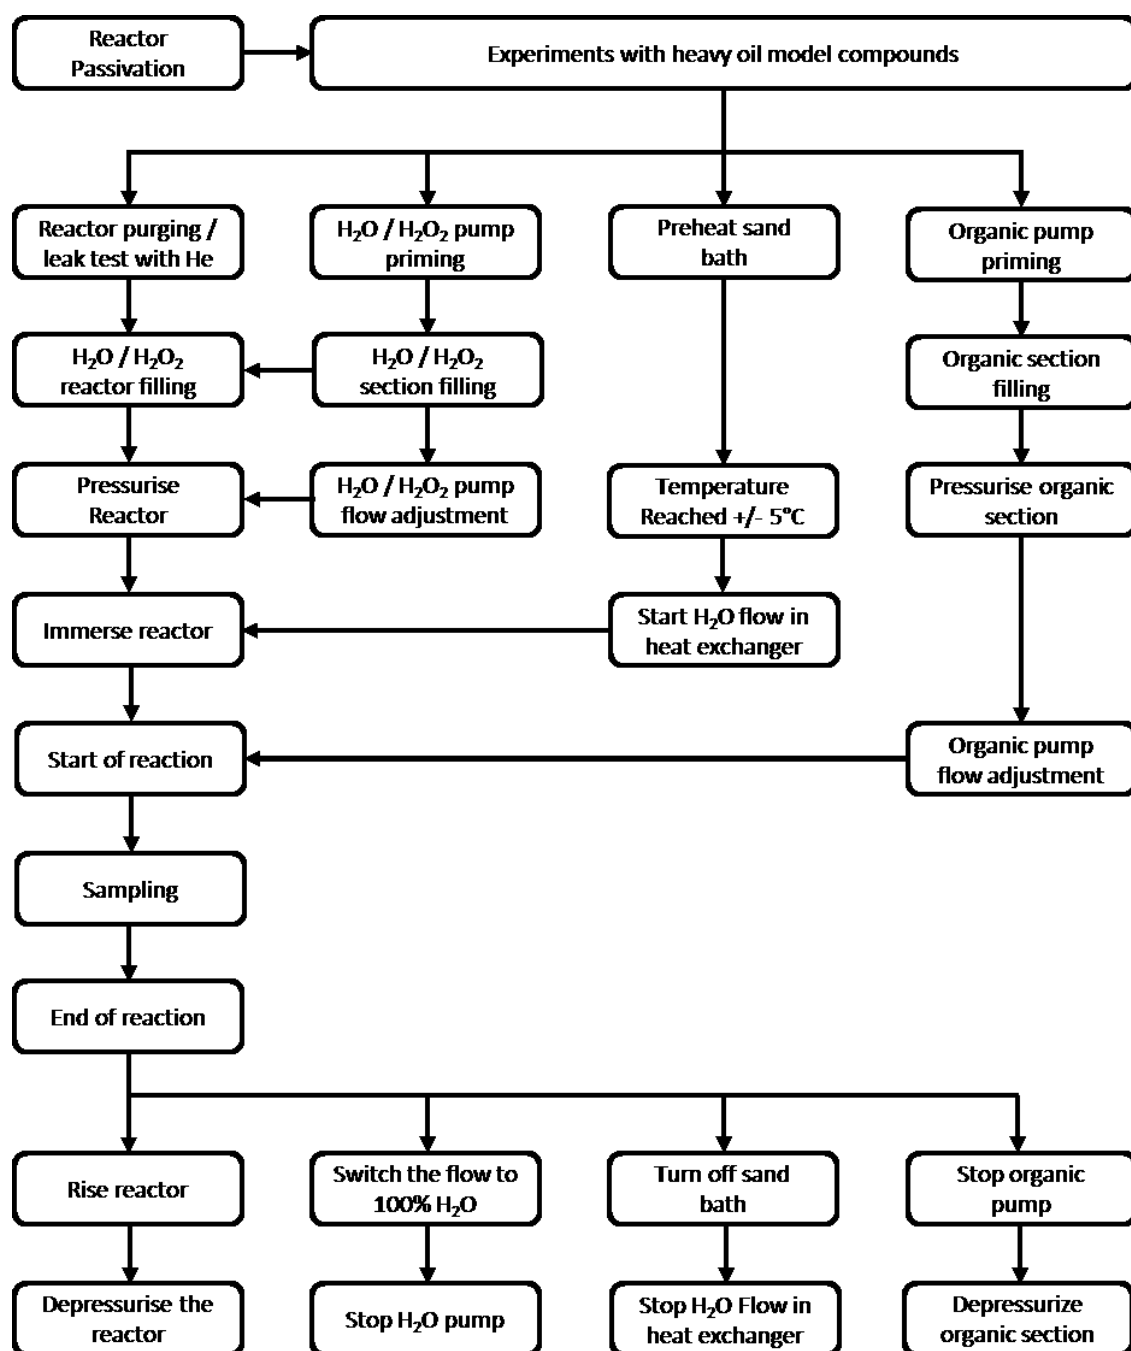 Reactor
Passivation
Experiments with heavy oil model compounds
Reactor purging /
leak test with He
H₂O / H₂O₂ pump
priming
Preheat sand
bath
Organic pump
priming
H₂O / H₂O₂
reactor filling
H₂O / H₂O₂
section filling
Organic section
filling
Pressurise
Reactor
H₂O / H₂O₂ pump
flow adjustment
Temperature
Reached +/- 5°C
Pressurise organic
section
Immerse reactor
Start H₂O flow in
heat exchanger
Start of reaction
Organic pump
flow adjustment
Sampling
End of reaction
Rise reactor
Switch the flow to
100% H₂O
Turn off sand
bath
Stop organic
pump
Depressurise the
reactor
Stop H₂O pump
Stop H₂O Flow in
heat exchanger
Depressurize
organic section